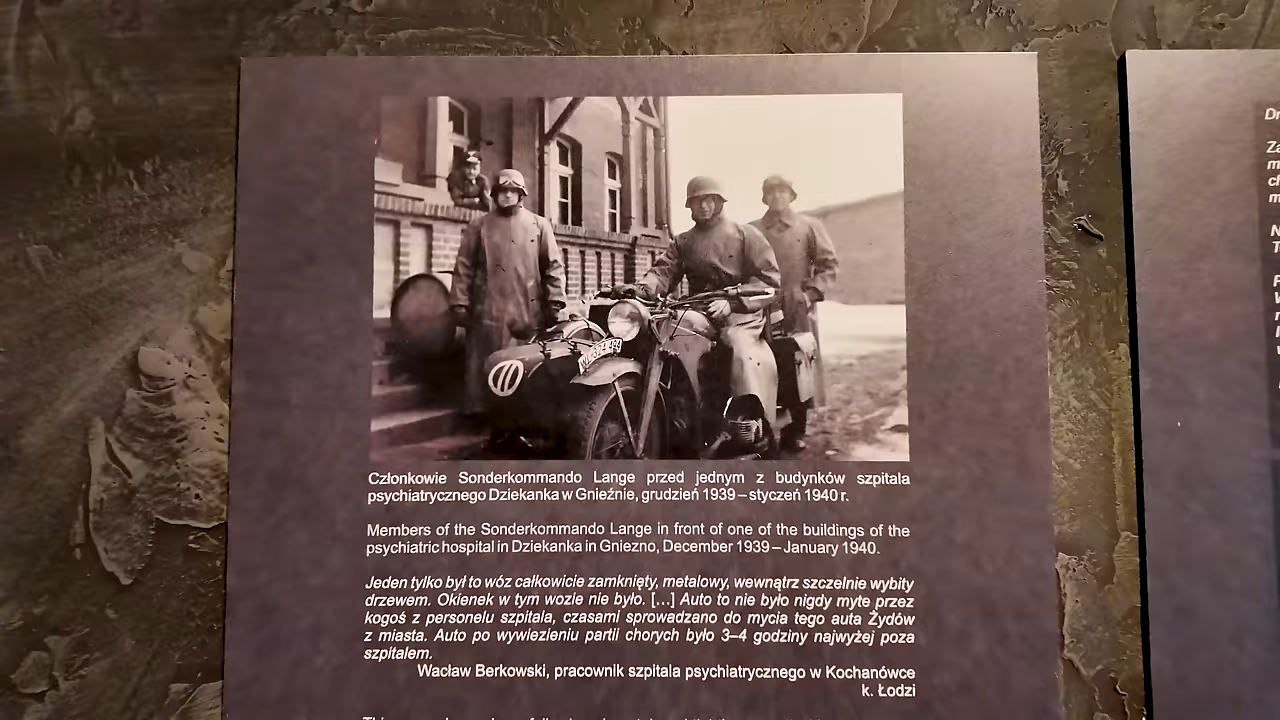 Członkowie Sonderkommando Lange przed jednym z budynków szpitala
psychiatrycznego Dziekanka w Gnieźnie, grudzień 1939 – styczeń 1940 r.
Members of the Sonderkommando Lange in front of one of the buildings of the
psychiatric hospital in Dziekanka in Gniezno, December 1939 – January 1940.
Jeden tylko był to wóz całkowicie zamknięty, metalowy, wewnątrz szczelnie wybity
drzewem. Okienek w tym wozie nie było. [...] Auto to nie było nigdy myte przez
kogoś z personelu szpitala, czasami sprowadzano do mycia tego auta Żydów
z miasta. Auto po wywiezieniu partii chorych było 3–4 godziny najwyżej poza
szpitalem.
Wacław Berkowski, pracownik szpitala psychiatrycznego w Kochanówce
k. Łodzi